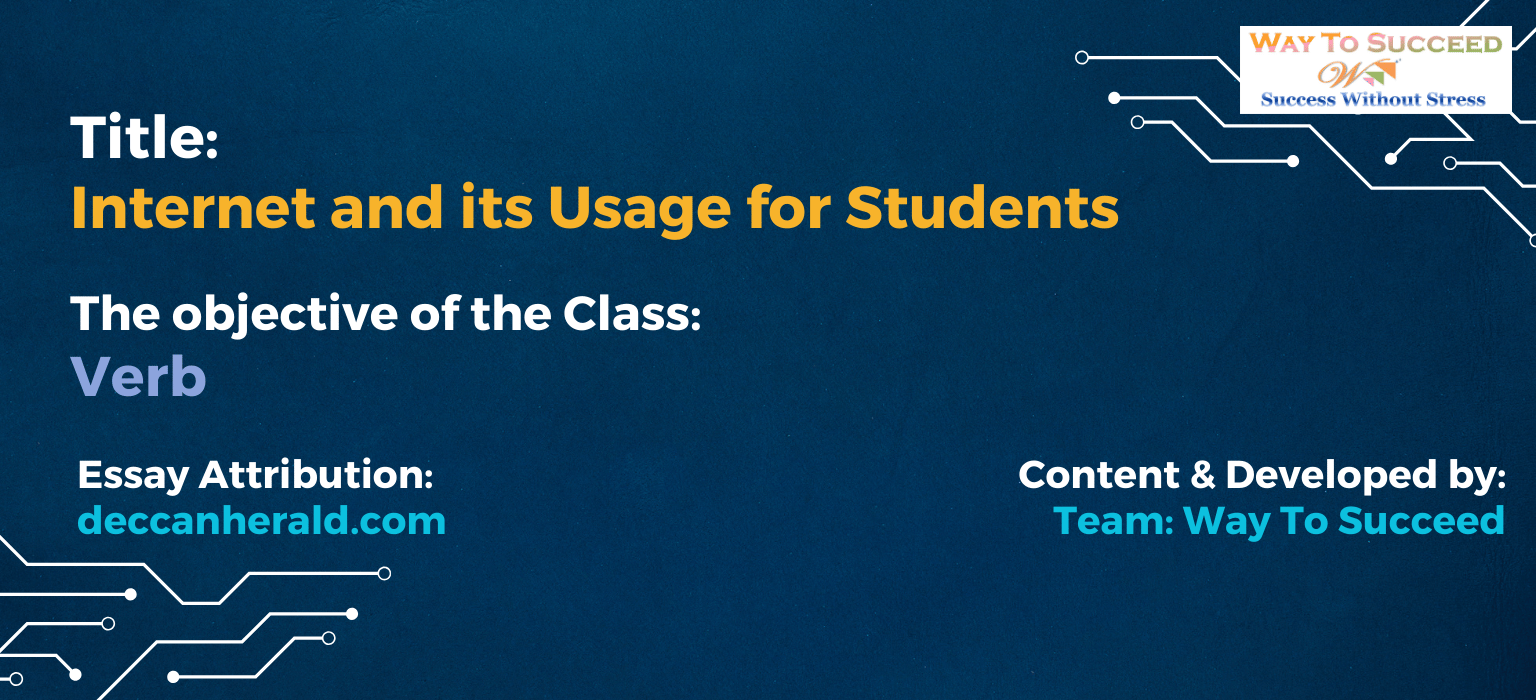 Way To Succeed
Success Without Stress
Title:
Internet and its Usage for Students
The objective of the Class:
Verb
Essay Attribution:
deccanherald.com
Content & Developed by:
Team: Way To Succeed